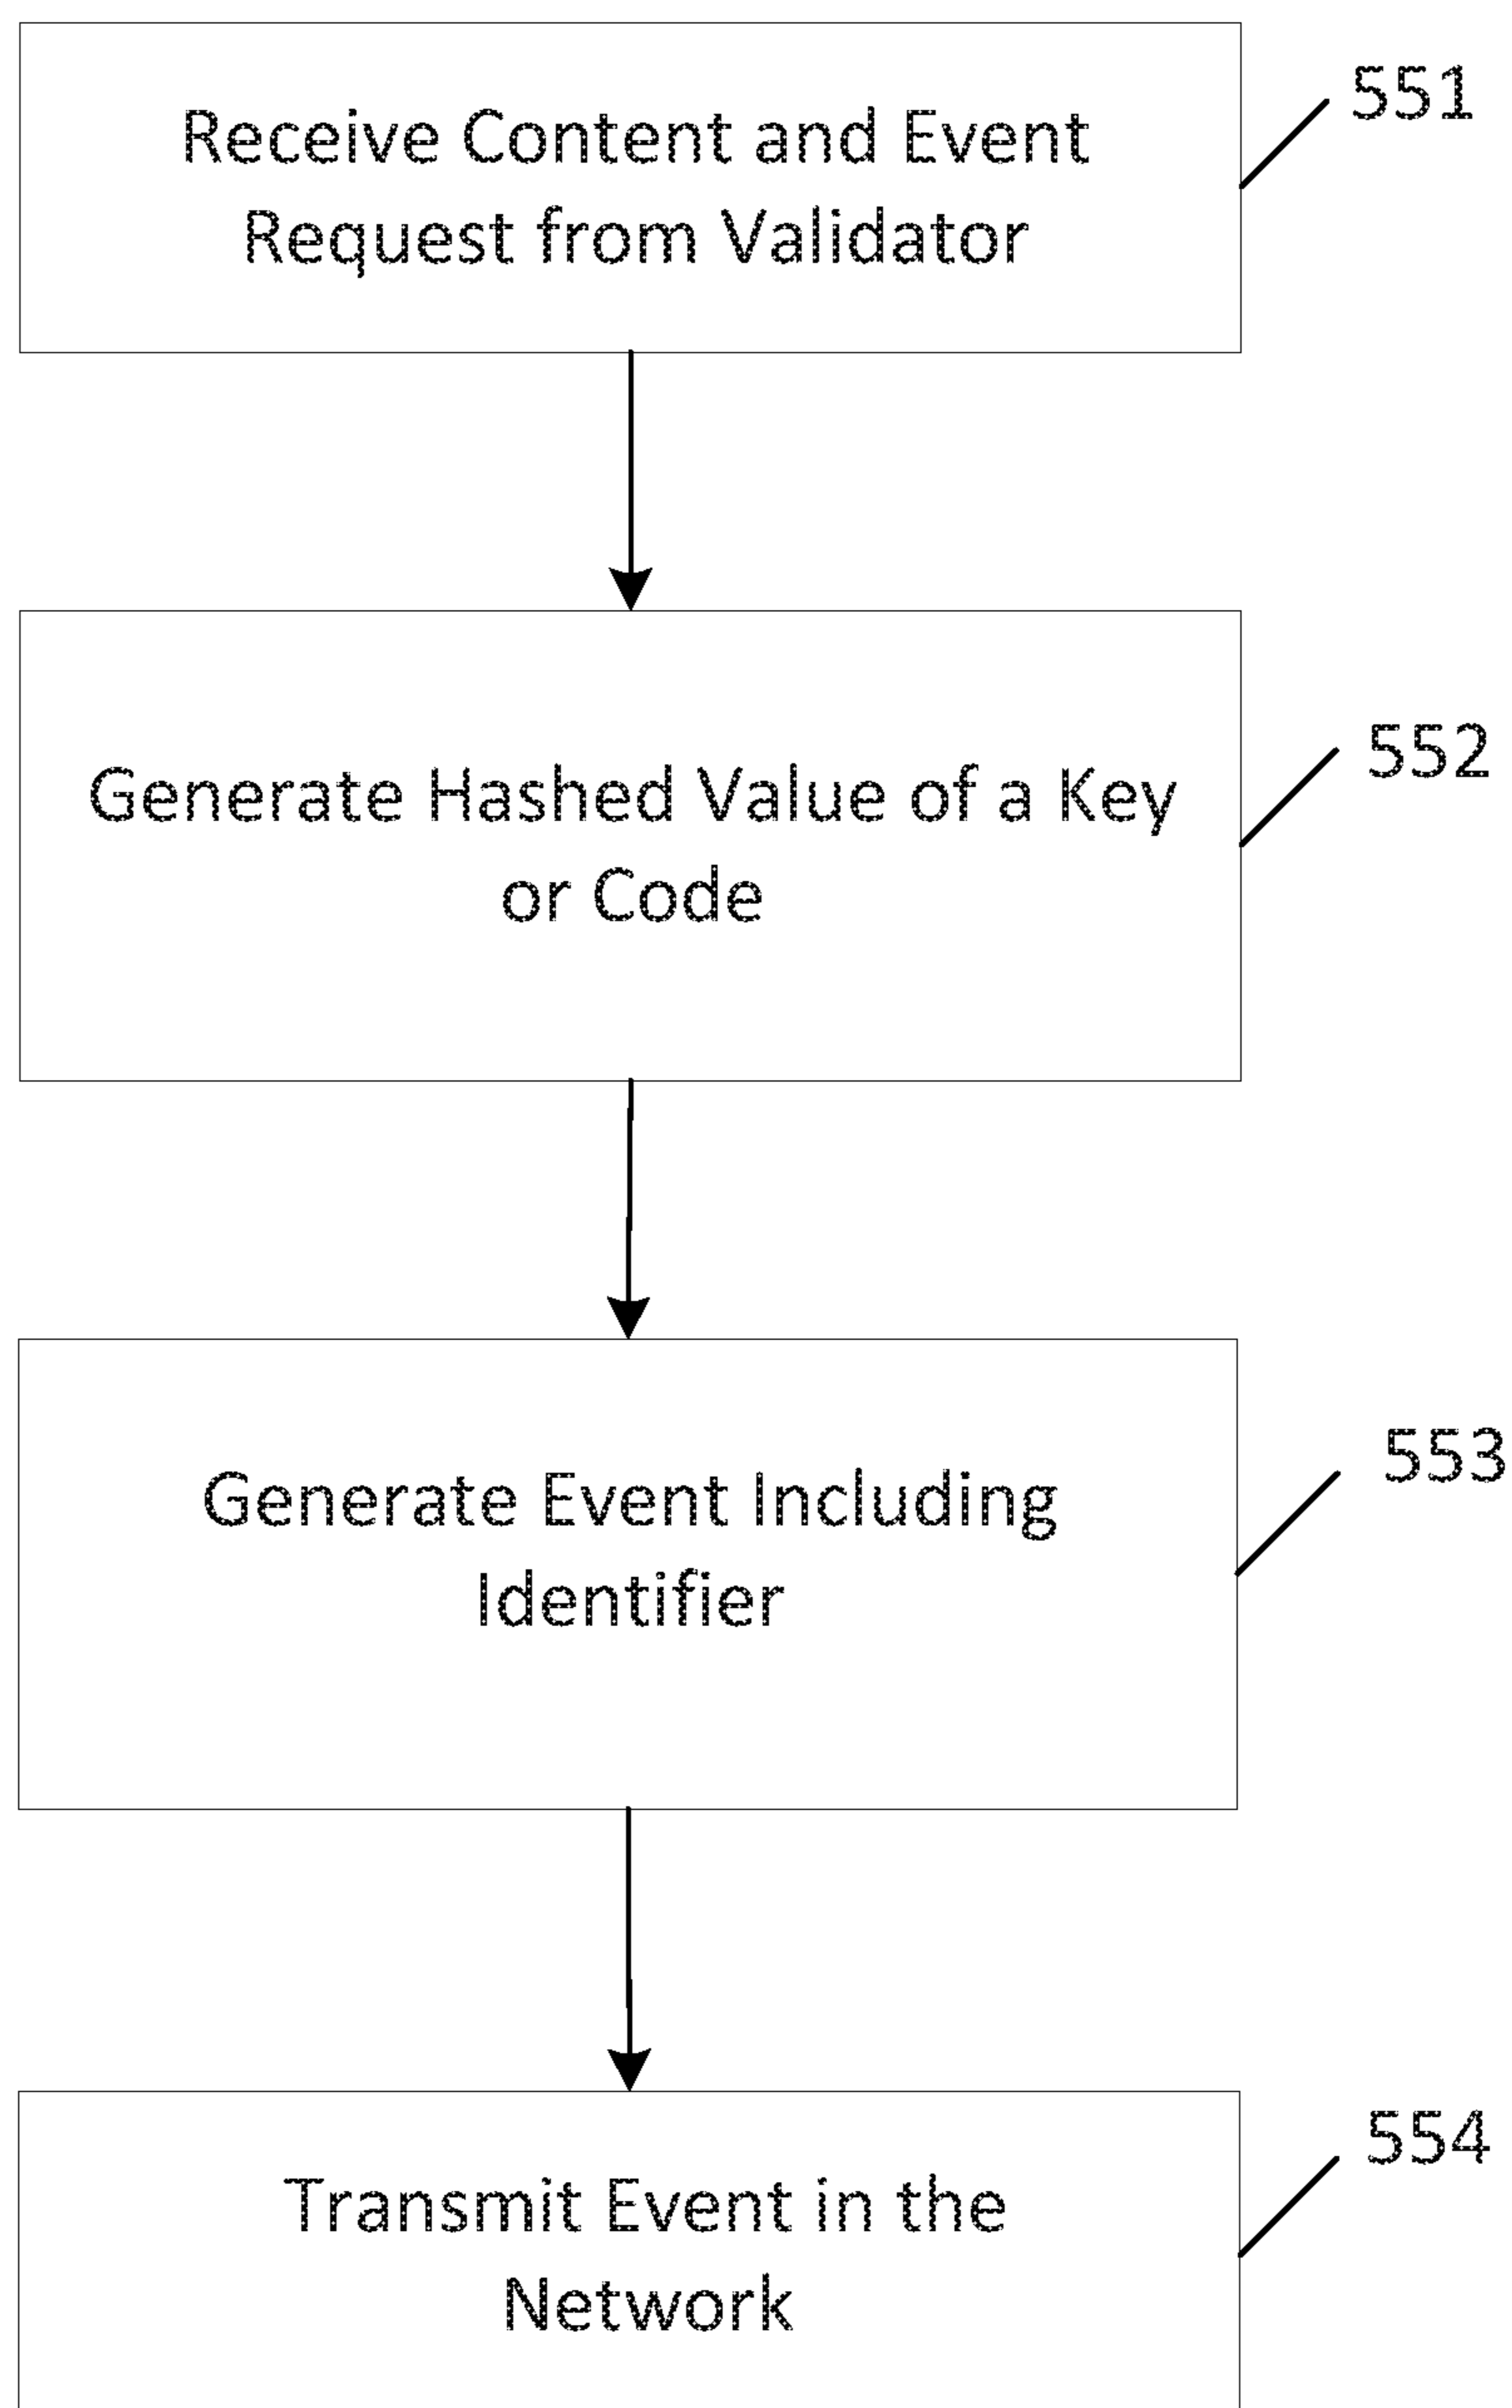 Receive Content and Event
Request from Validator
551
Generate Hashed Value of a Key
or Code
552
Generate Event Including
Identifier
553
Transmit Event in the
Network
554